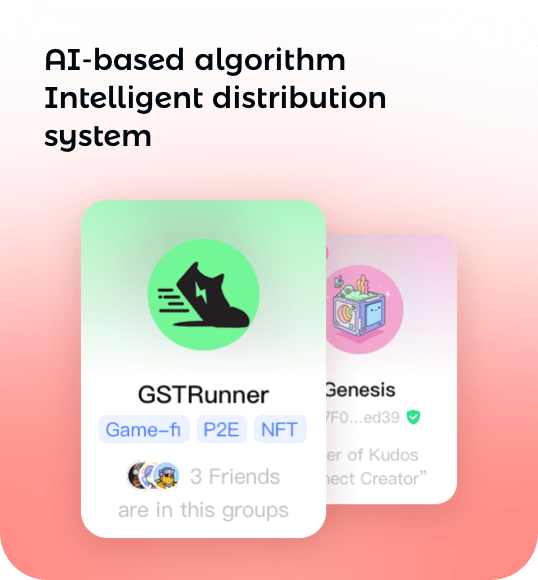 AI-based algorithm
Intelligent distribution
system
GSTRunner
Game-fi P2E NFT
3 Friends
are in this groups
Genesis
7F0...ed39
er of Kudos
nect Creator”